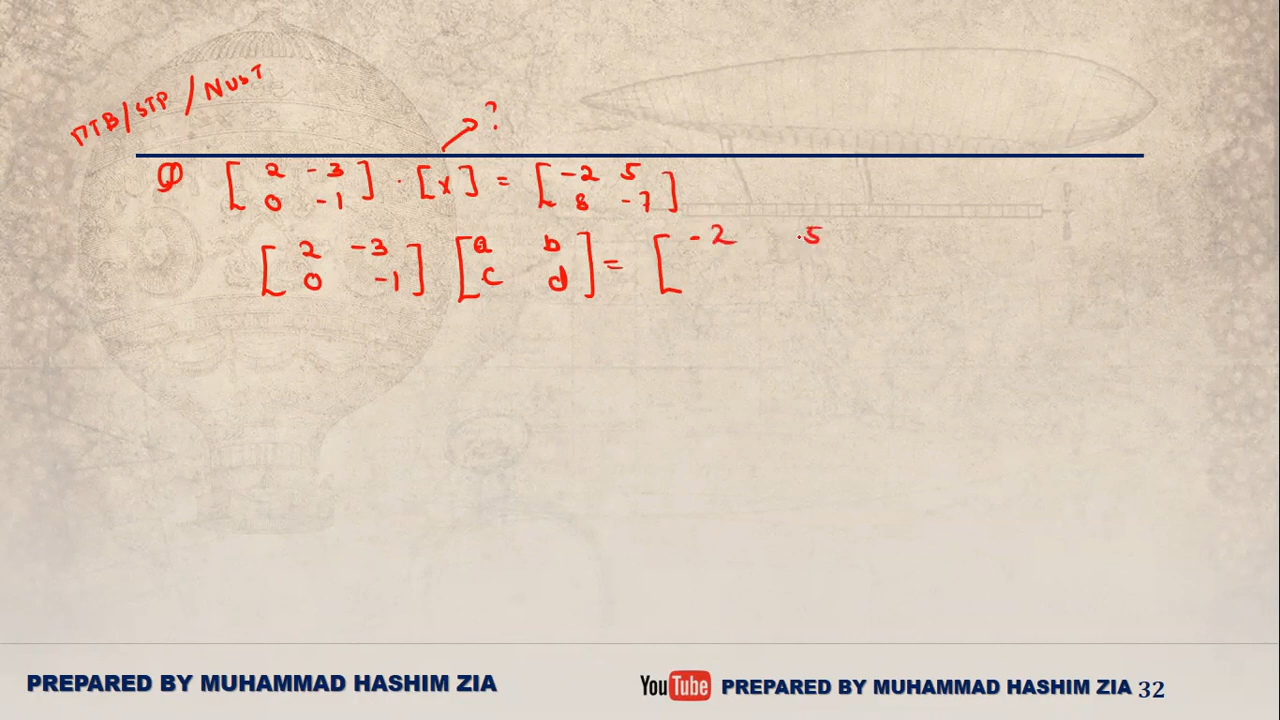 PTB/STP/NUST
?
Q [ 2 -3 ] . [x] = [ -2 5 ]
0 -1 8 -7
[ 2 -3 ] [ a b ] = [ -2 .5
0 -1 c d
PREPARED BY MUHAMMAD HASHIM ZIA
YouTube PREPARED BY MUHAMMAD HASHIM ZIA 32